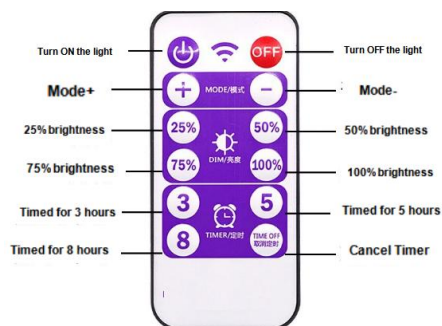 Turn ON the light
OFF
Turn OFF the light
Mode+
MODE/模式
Mode-
25% brightness
25%
50%
50% brightness
DIM/亮度
75% brightness
75%
100%
100% brightness
Timed for 3 hours
3
5
Timed for 5 hours
TIMER/定时
Timed for 8 hours
8
TIME OFF
取消定时
Cancel Timer